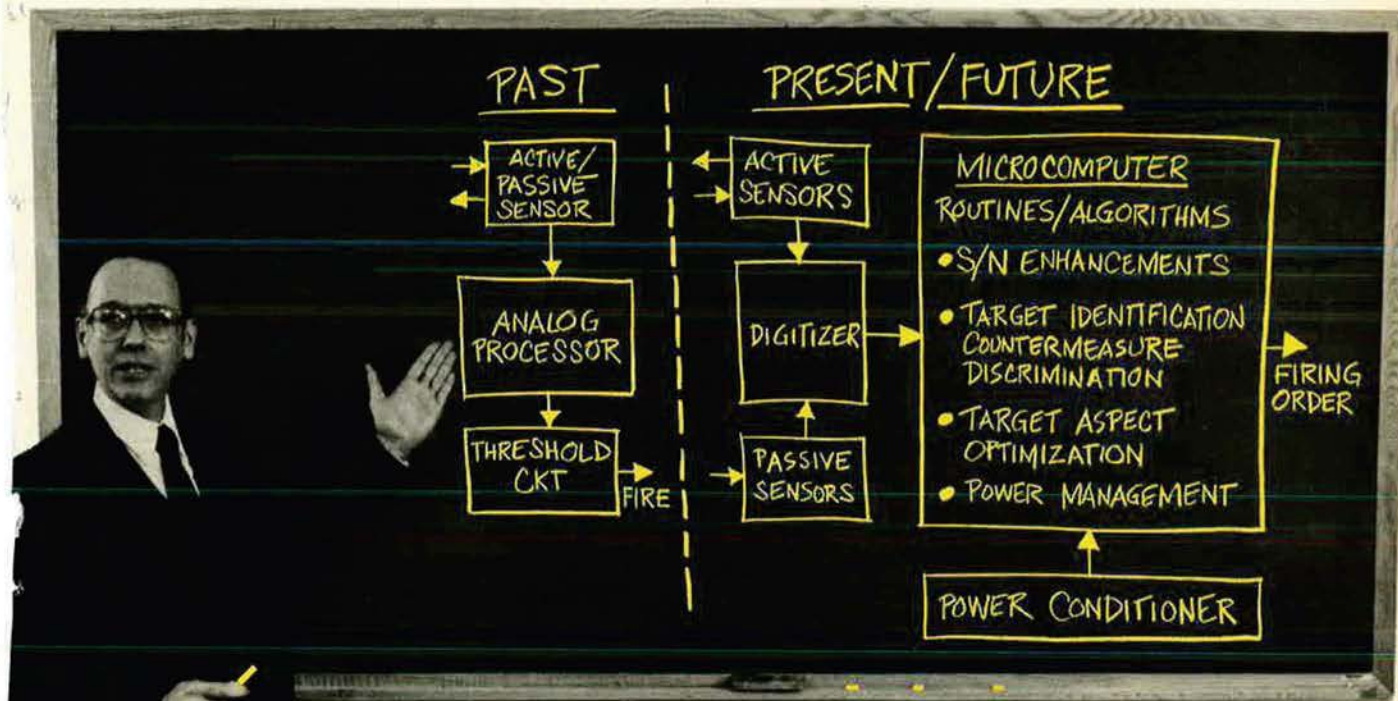 PAST
ACTIVE/
PASSIVE
SENSOR
ANALOG
PROCESSOR
THRESHOLD
CKT
FIRE
PRESENT/FUTURE
ACTIVE
SENSORS
DIGITIZER
PASSIVE
SENSORS
MICROCOMPUTER
ROUTINES/ALGORITHMS
• S/N ENHANCEMENTS
• TARGET IDENTIFICATION
COUNTERMEASURE
DISCRIMINATION
• TARGET ASPECT
OPTIMIZATION
• POWER MANAGEMENT
FIRING
ORDER
POWER CONDITIONER